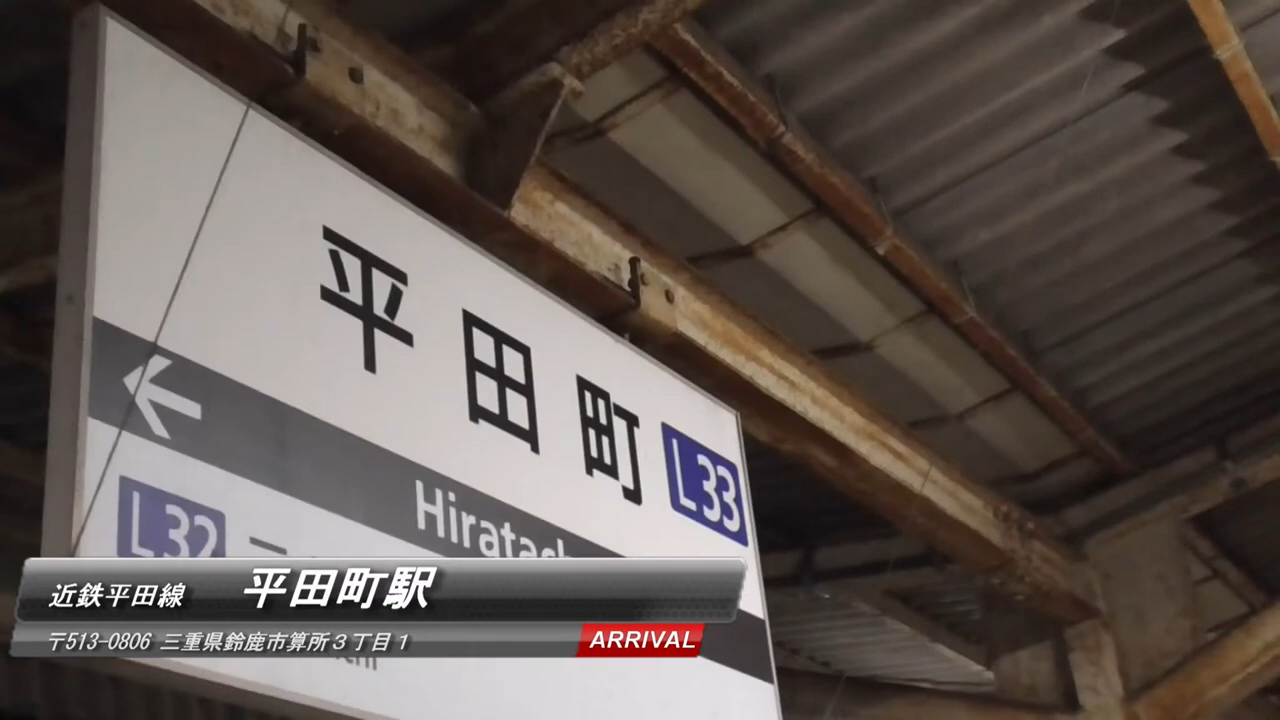 平田町
L33
Hiratach
L32
近鉄平田線 平田町駅
〒513-0806 三重県鈴鹿市算所３丁目１
ARRIVAL